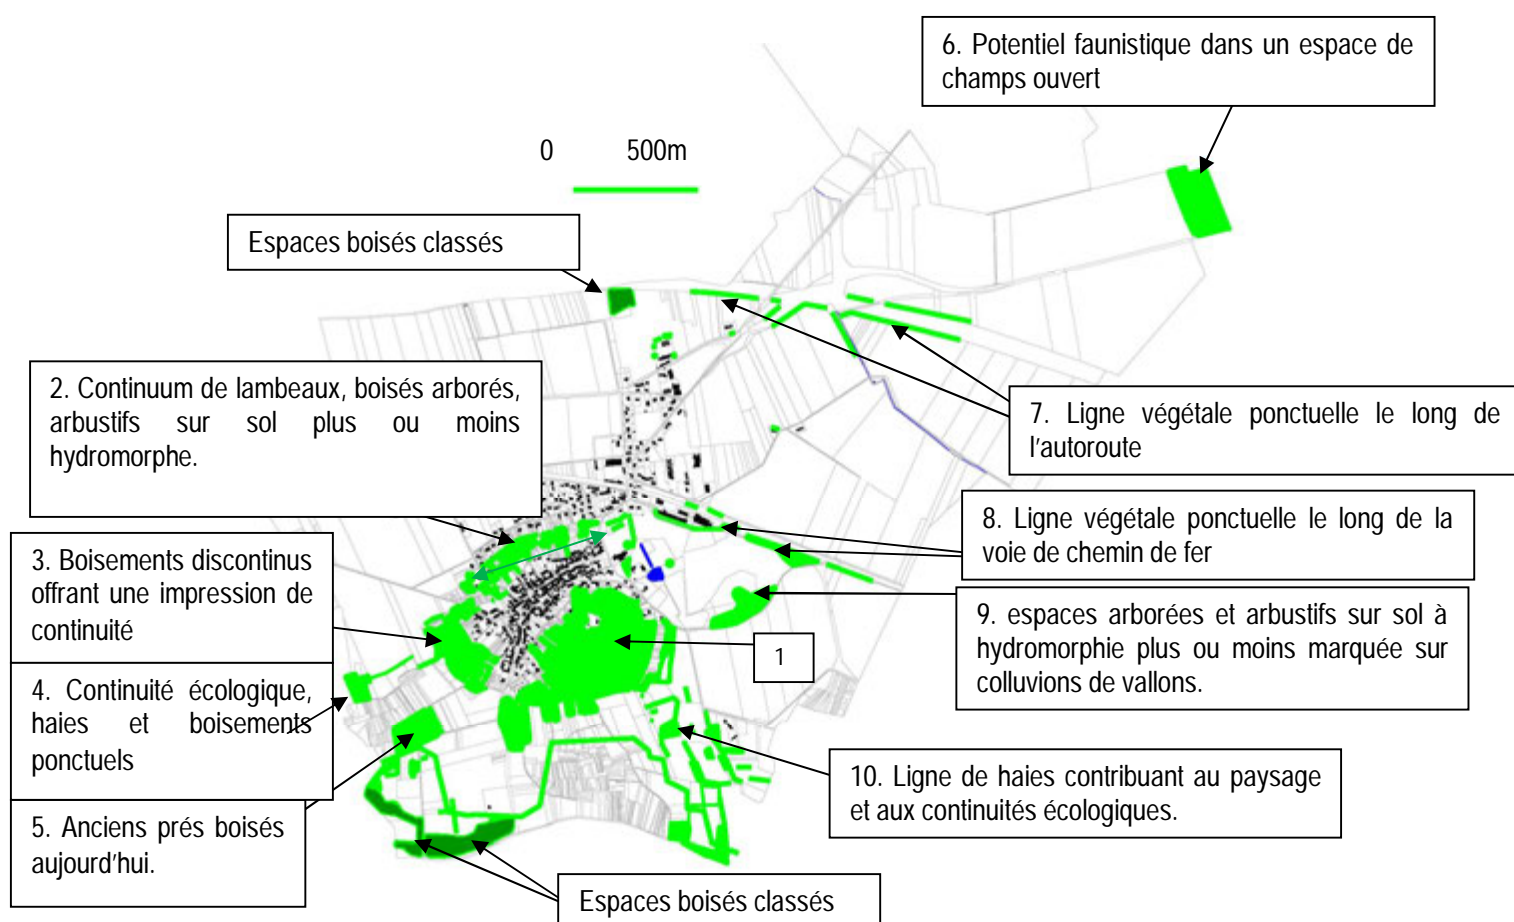 6. Potentiel faunistique dans un espace de
champs ouvert
0 500m
Espaces boisés classés
2. Continuum de lambeaux, boisés arborés,
arbustifs sur sol plus ou moins
hydromorphe.
7. Ligne végétale ponctuelle le long de
l'autoroute
8. Ligne végétale ponctuelle le long de la
voie de chemin de fer
3. Boisements discontinus
offrant une impression de
continuité
9. espaces arborées et arbustifs sur sol à
hydromorphie plus ou moins marquée sur
colluvions de vallons.
1
4. Continuité écologique,
haies et boisements
ponctuels
10. Ligne de haies contribuant au paysage
et aux continuités écologiques.
5. Anciens prés boisés
aujourd'hui.
Espaces boisés classés